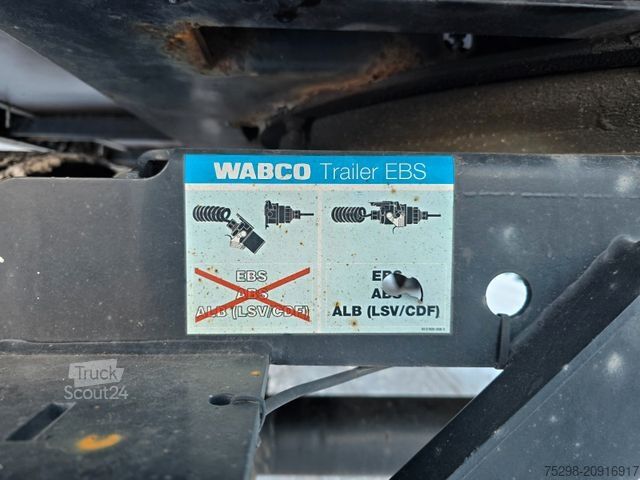 WABCO Trailer EBS
EBS
ABS
ALB (LSV/CDF)
EBS
ABS
ALB (LSV/CDF)
Truck
Scout24
75298-20916917